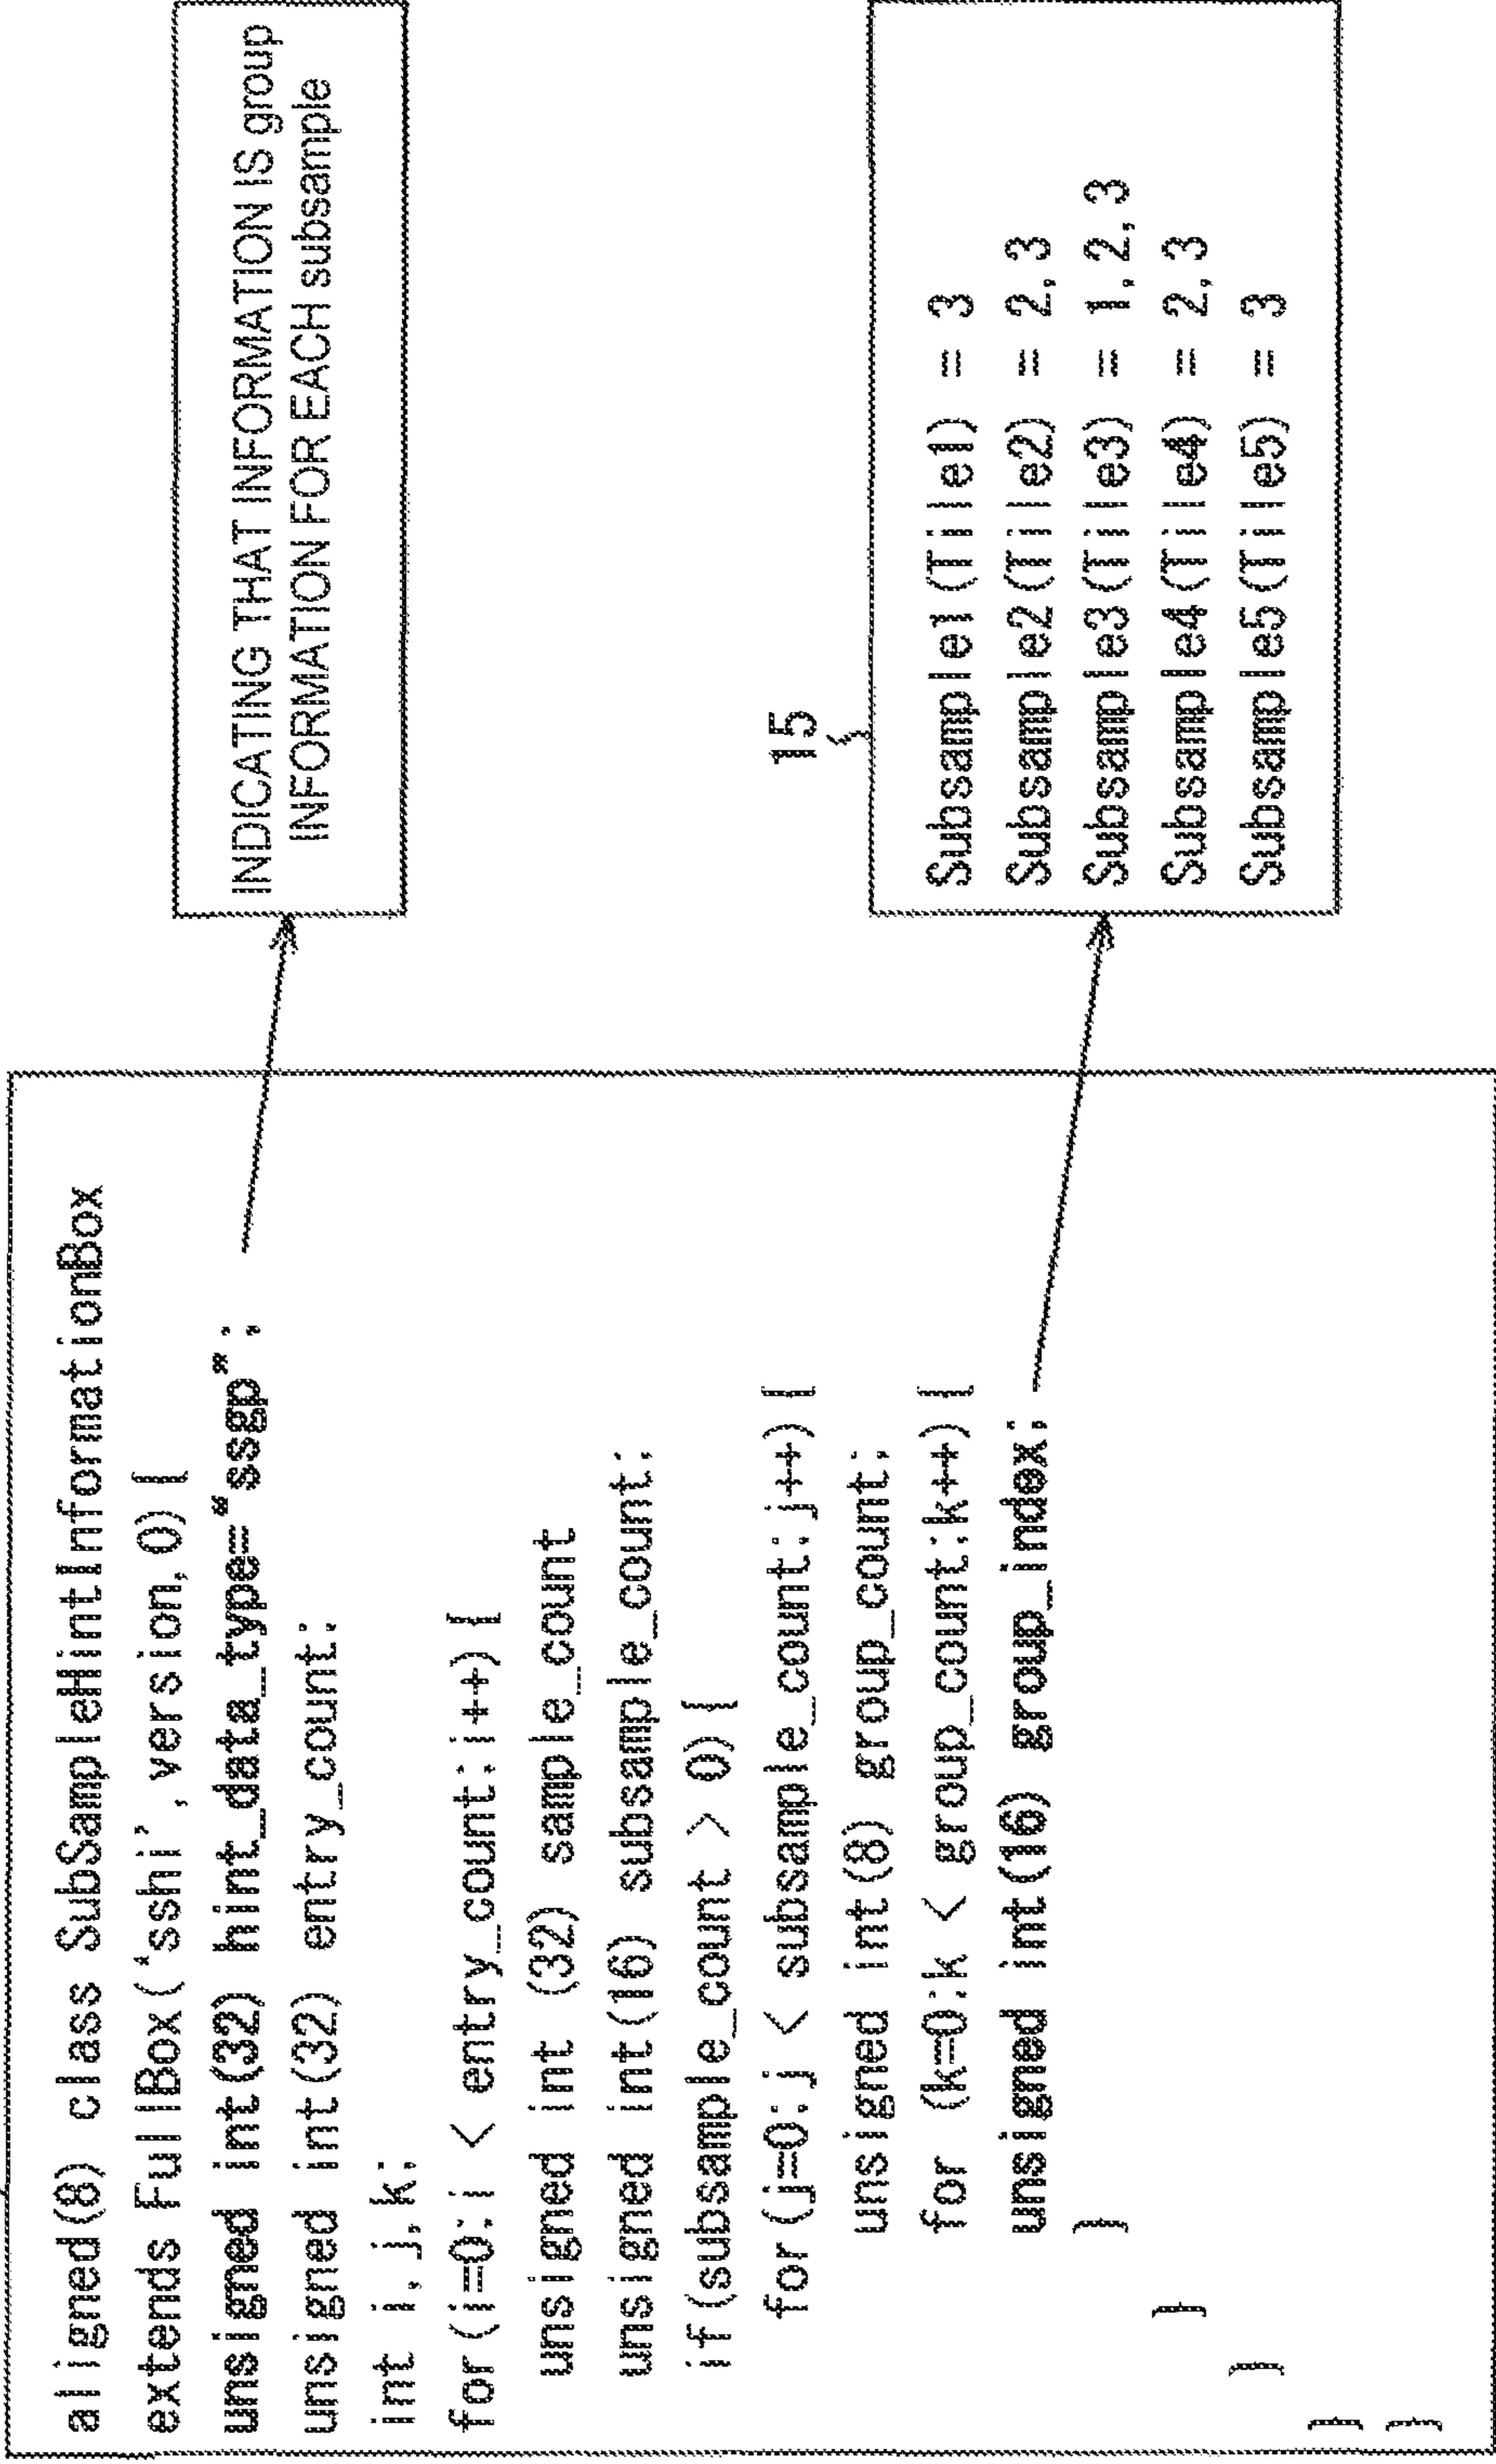 aligned(8) class SubSampleHintInformationBox
extends FullBox('sshi',version,0){
unsigned int(32) hint_data_type="ssgp";
unsigned int(32) entry_count;
int i,j,k;
for(i=0;i < entry_count;i++){
unsigned int (32) sample_count
unsigned int(16) subsample_count;
if(subsample_count > 0){
for(j=0;j < subsample_count;j++){
unsigned int(8) group_count;
for (k=0;k < group_count;k++){
unsigned int(16) group_index;
}
}
}
}
}
INDICATING THAT INFORMATION IS group
INFORMATION FOR EACH subsample
15
Subsample1(Tile1) = 3
Subsample2(Tile2) = 2,3
Subsample3(Tile3) = 1,2,3
Subsample4(Tile4) = 2,3
Subsample5(Tile5) = 3